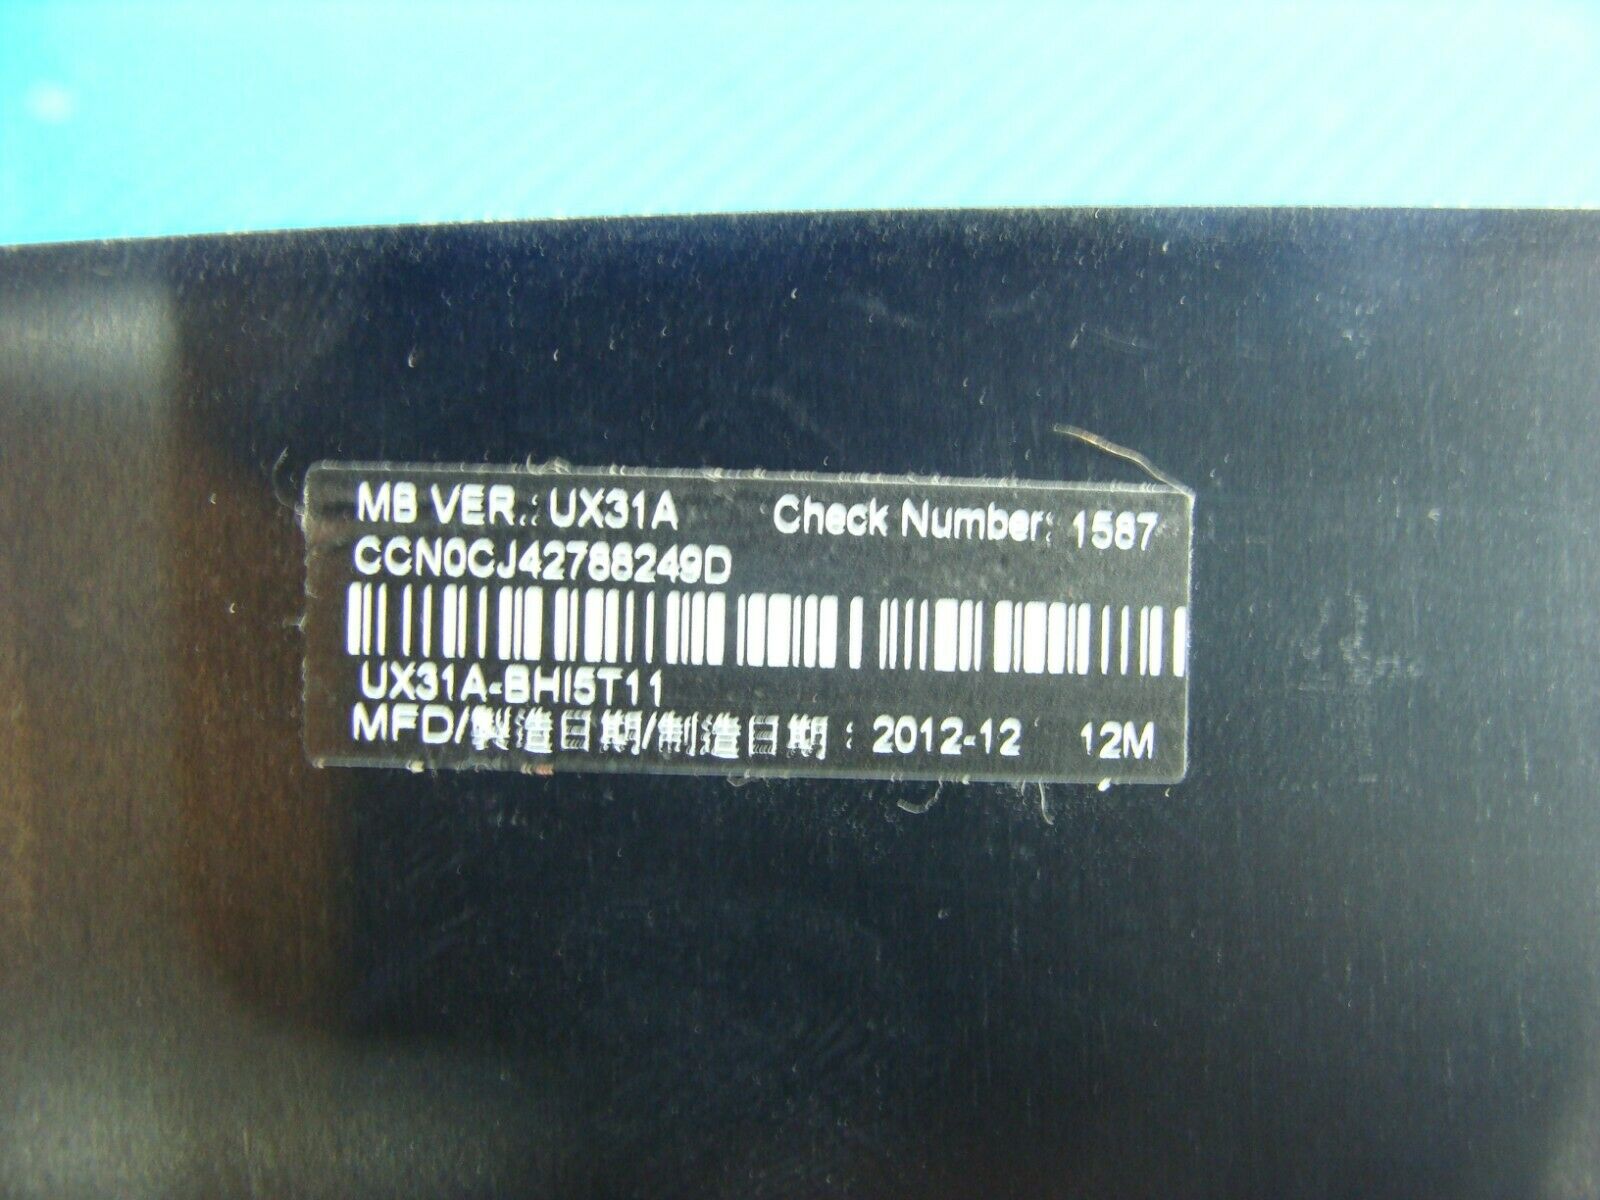 MB VER.: UX31A Check Number: 1587
CCN0CJ42788249D
UX31A-BHI5T11
MFD/製造日期/制造日期 : 2012-12 12M